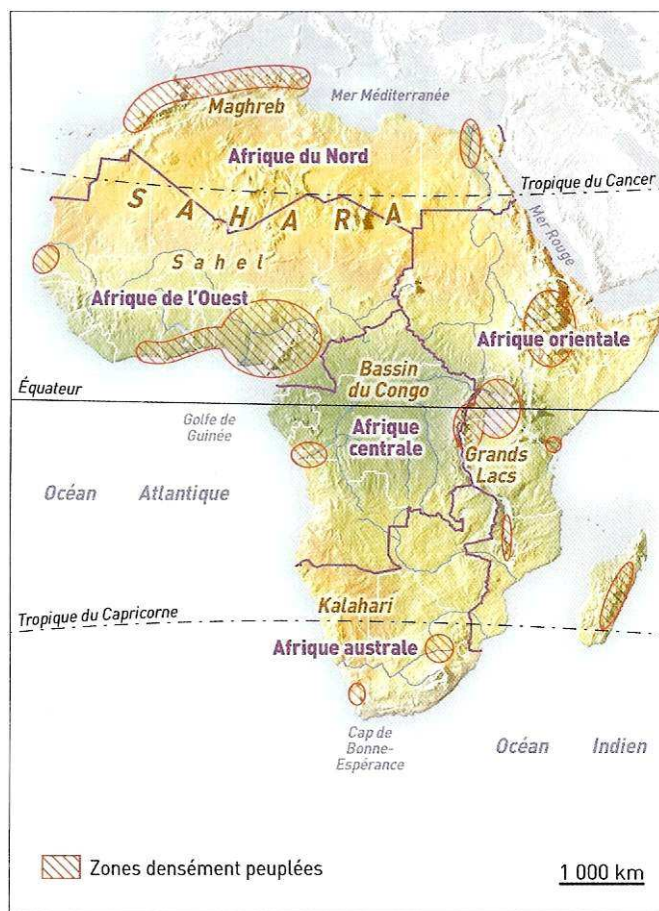 Maghreb
Mer Méditerranée
Afrique du Nord
Tropique du Cancer
SAHARA
Mer Rouge
Sahel
Afrique de l'Ouest
Afrique orientale
Bassin
du Congo
Équateur
Golfe de
Guinée
Afrique
centrale
Grands
Lacs
Océan Atlantique
Kalahari
Tropique du Capricorne
Afrique australe
Cap de
Bonne-
Espérance
Océan Indien
Zones densément peuplées
1 000 km